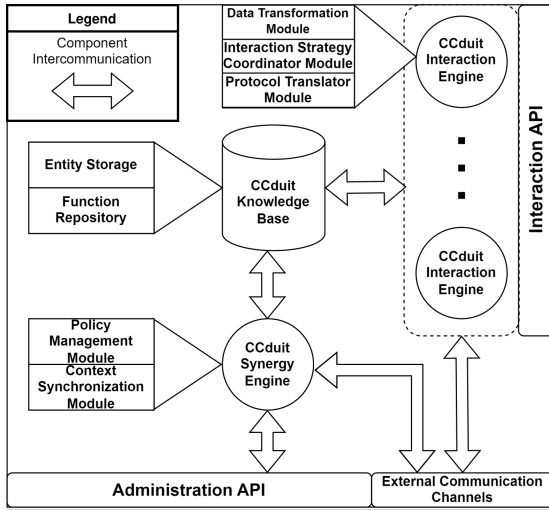 Legend
Component
Intercommunication
Data Transformation
Module
Interaction Strategy
Coordinator Module
Protocol Translator
Module
CCduit
Interaction
Engine
Interaction API
Entity Storage
Function
Repository
CCduit
Knowledge
Base
CCduit
Interaction
Engine
Policy
Management
Module
Context
Synchronization
Module
CCduit
Synergy
Engine
Administration API
External Communication
Channels